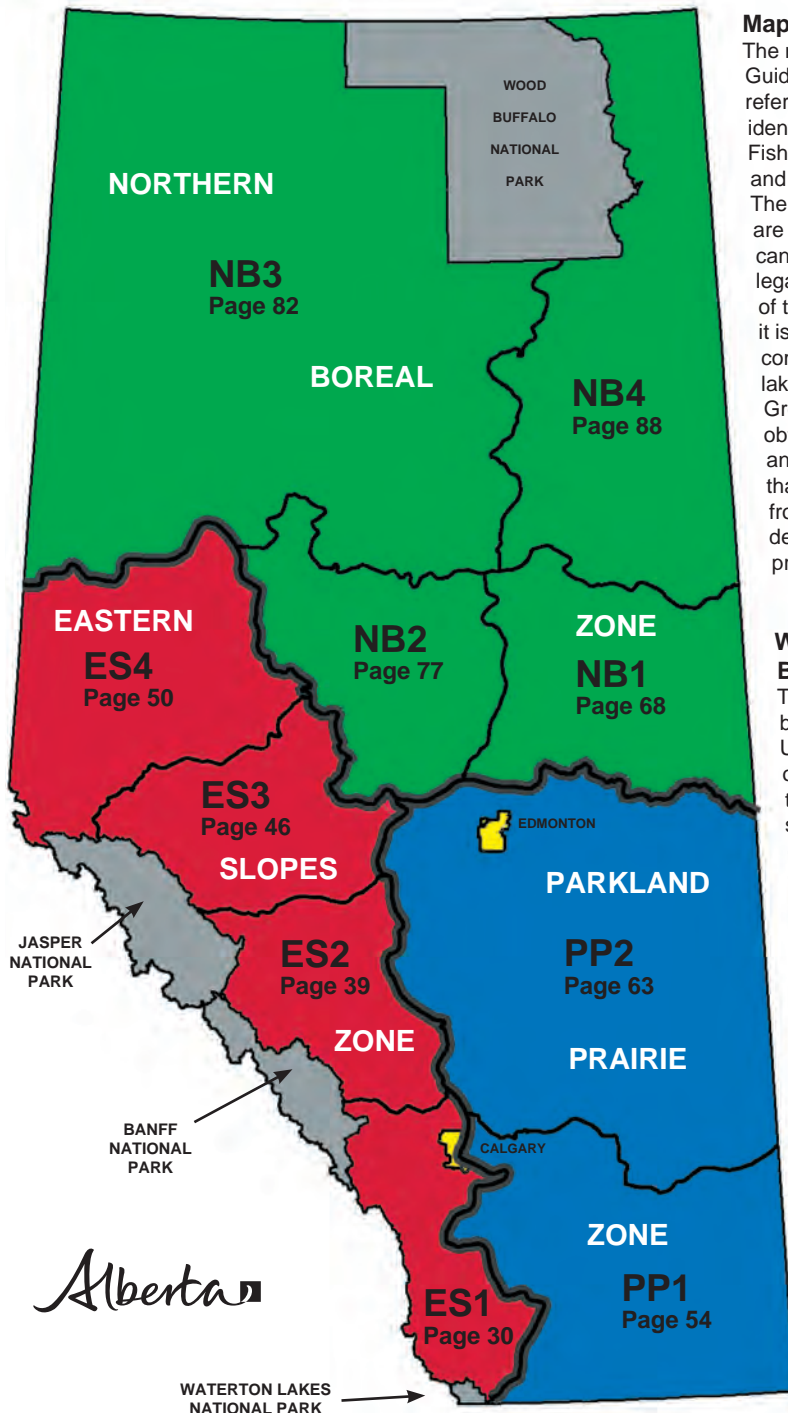 WOOD
BUFFALO
NATIONAL
PARK
NORTHERN
NB3
Page 82
BOREAL
NB4
Page 88
EASTERN
ES4
Page 50
NB2
Page 77
ZONE
NB1
Page 68
ES3
Page 46
SLOPES
EDMONTON
PARKLAND
JASPER
NATIONAL
PARK
ES2
Page 39
ZONE
PP2
Page 63
PRAIRIE
BANFF
NATIONAL
PARK
CALGARY
ZONE
PP1
Page 54
Alberta
ES1
Page 30
WATERTON LAKES
NATIONAL PARK
Map
The
Guid
refer
iden
Fish
and
The
are
can
lega
of t
it is
con
lak
Gr
ob
an
tha
fro
de
pr
W
T
b
U
t
s